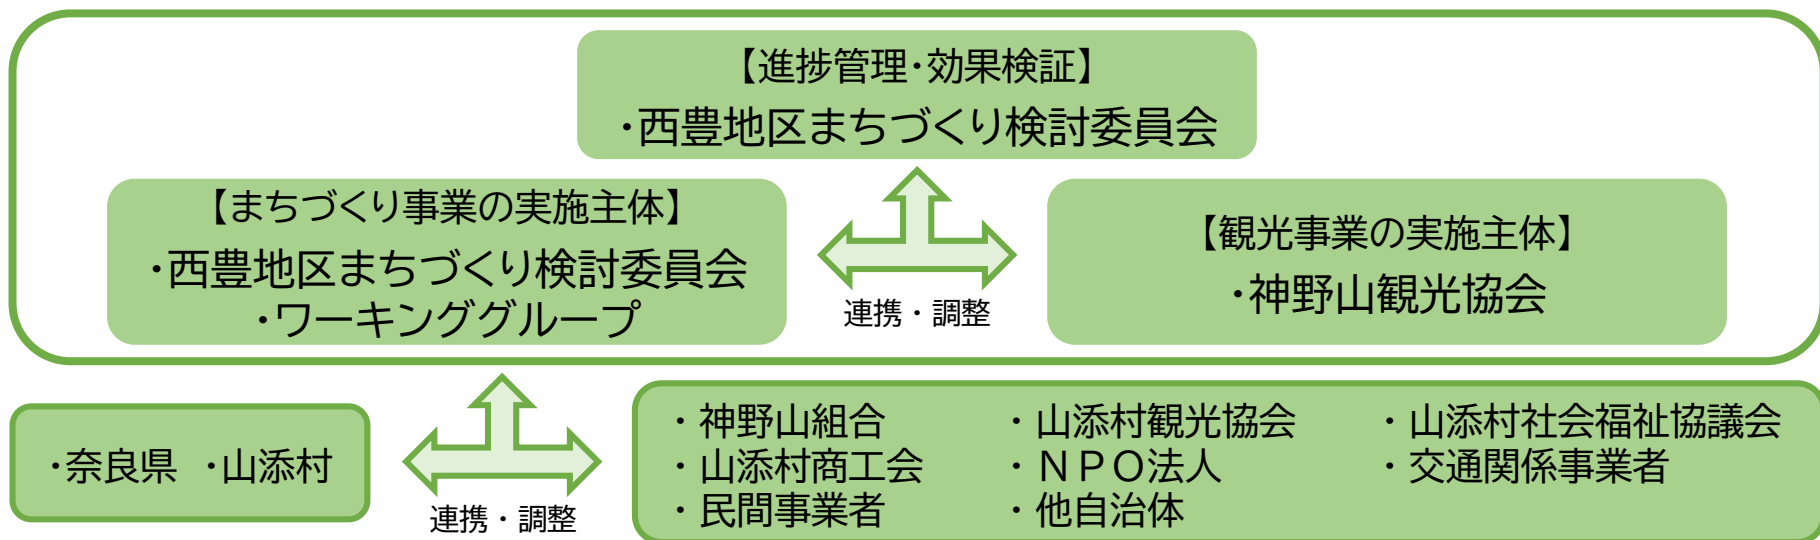 【進捗管理・効果検証】
・西豊地区まちづくり検討委員会
【まちづくり事業の実施主体】
・西豊地区まちづくり検討委員会
・ワーキンググループ
連携・調整
【観光事業の実施主体】
・神野山観光協会
・奈良県 ・山添村
連携・調整
・神野山組合 ・山添村観光協会 ・山添村社会福祉協議会
・山添村商工会 ・ＮＰＯ法人 ・交通関係事業者
・民間事業者 ・他自治体